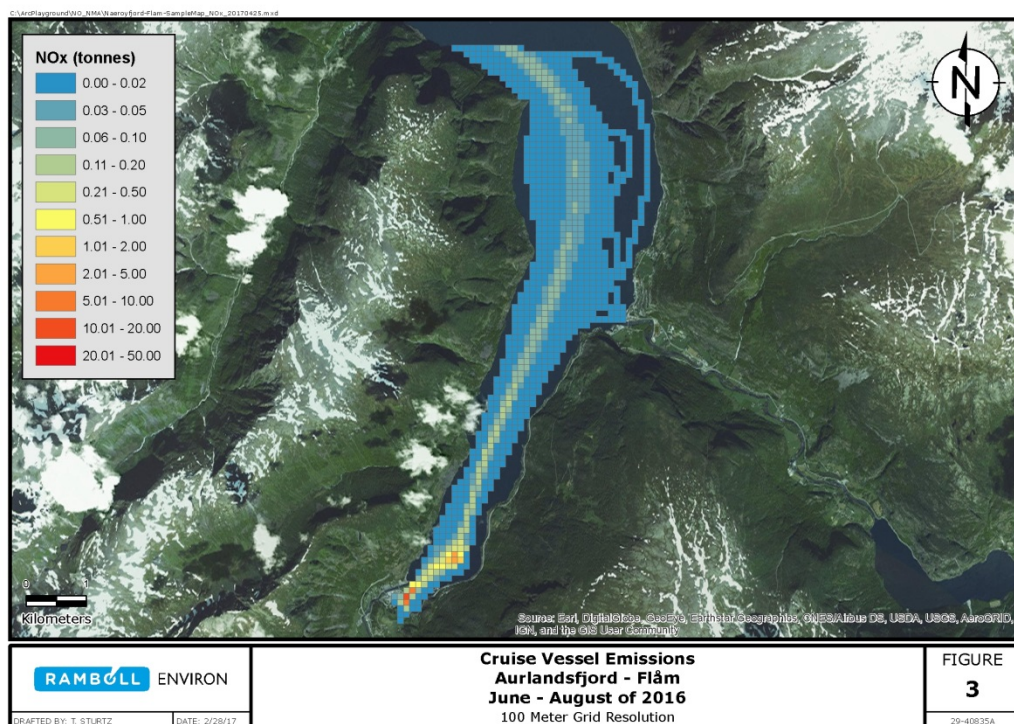 C:\ArcPlayground\NO_NMA\Naeroyfjord-Flam-SampleMap_NOx_20170425.mxd
NOx (tonnes)
0.00 - 0.02
0.03 - 0.05
0.06 - 0.10
0.11 - 0.20
0.21 - 0.50
0.51 - 1.00
1.01 - 2.00
2.01 - 5.00
5.01 - 10.00
10.01 - 20.00
20.01 - 50.00
N
0 1
Kilometers
Source: Esri, DigitalGlobe, GeoEye, Earthstar Geographics, CNES/Airbus DS, USDA, USGS, AeroGRID,
IGN, and the GIS User Community
RAMBOLL ENVIRON
DRAFTED BY: T. STURTZ
DATE: 2/28/17
Cruise Vessel Emissions
Aurlandsfjord - Flåm
June - August of 2016
100 Meter Grid Resolution
FIGURE
3
29-40835A